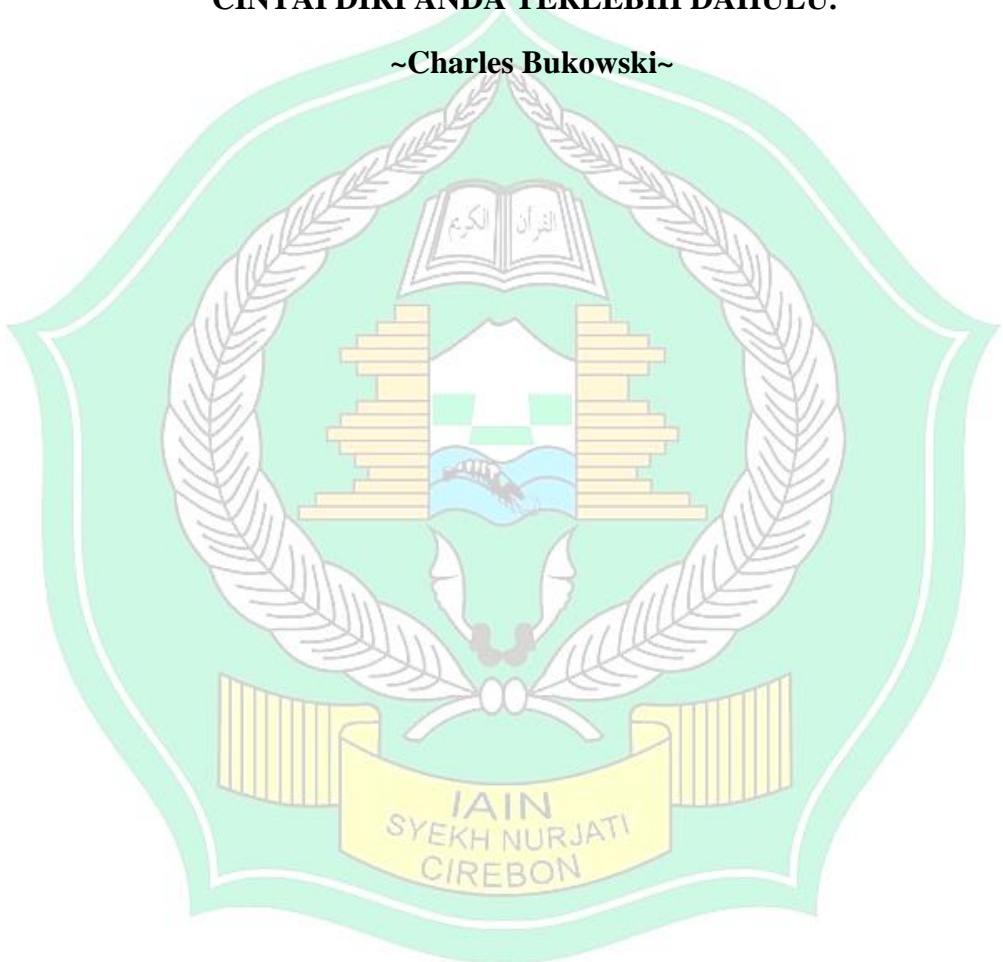 CINTAI DIRI ANDA TERLEBIH DAHULU.
~Charles Bukowski~
القرآن الكريم
IAIN
SYEKH NURJATI
CIREBON